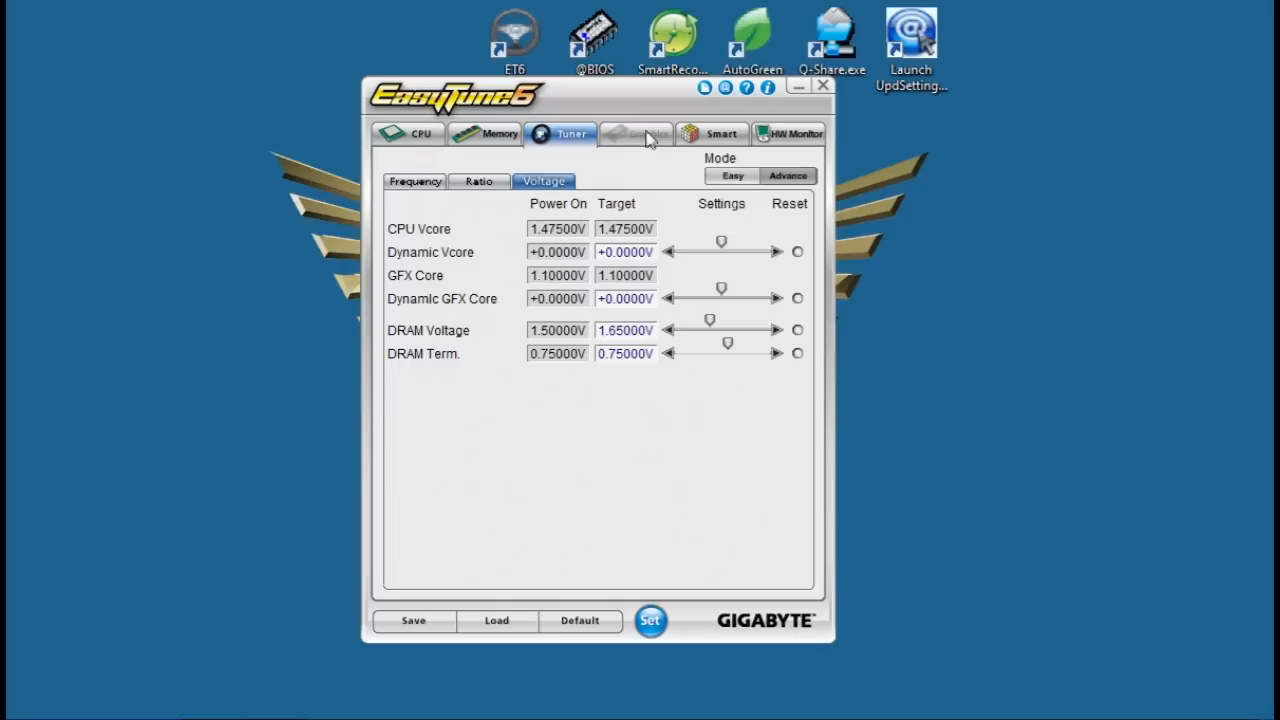 ET6 @BIOS SmartReco... AutoGreen Q-Share.exe Launch
UpdSetting...
EasyTune6
CPU Memory Tuner Graphics Smart HW Monitor
Mode
Easy Advance
Frequency Ratio Voltage
Power On Target Settings Reset
CPU Vcore 1.47500V 1.47500V
Dynamic Vcore +0.0000V +0.0000V
GFX Core 1.10000V 1.10000V
Dynamic GFX Core +0.0000V +0.0000V
DRAM Voltage 1.50000V 1.65000V
DRAM Term. 0.75000V 0.75000V
Save Load Default Set GIGABYTE™